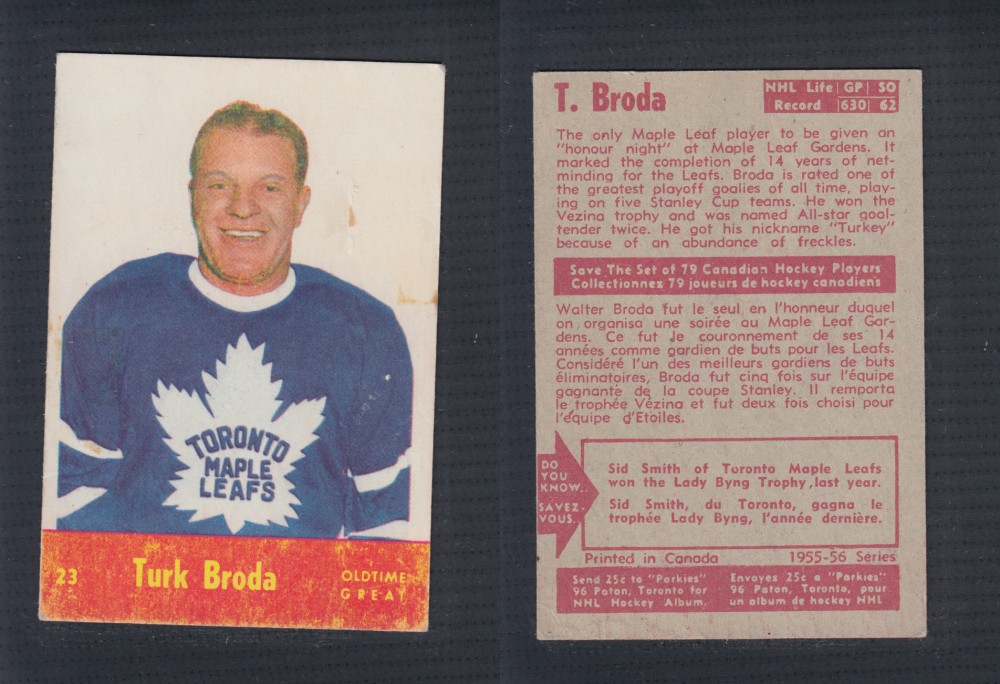 TORONTO
MAPLE
LEAFS
23 Turk Broda OLDTIME
GREAT
T. Broda
NHL Life GP SO
Record 630 62
The only Maple Leaf player to be given an
"honour night" at Maple Leaf Gardens. It
marked the completion of 14 years of net-
minding for the Leafs. Broda is rated one of
the greatest playoff goalies of all time, play-
ing on five Stanley Cup teams. He won the
Vezina trophy and was named All-star goal-
tender twice. He got his nickname "Turkey"
because of an abundance of freckles.
Save The Set of 79 Canadian Hockey Players
Collectionnez 79 joueurs de hockey canadiens
Walter Broda fut le seul en l'honneur duquel
on organisa une soirée au Maple Leaf Gar-
dens. Ce fut le couronnement de ses 14
années comme gardien de buts pour les Leafs.
Considéré l'un des meilleurs gardiens de buts
éliminatoires, Broda fut cinq fois sur l'équipe
gagnante de la coupe Stanley. Il remporta
le trophée Vézina et fut deux fois choisi pour
l'équipe d'Etoiles.
DO
YOU
KNOW..
SAVEZ-
VOUS.
Sid Smith of Toronto Maple Leafs
won the Lady Byng Trophy, last year.
Sid Smith, du Toronto, gagna le
trophée Lady Byng, l'année dernière.
Printed in Canada 1955-56 Series
Send 25c to "Parkies"
96 Paton, Toronto for
NHL Hockey Album.
Envoyez 25c a "Parkies"
96 Paton, Toronto, pour
un album de hockey NHL